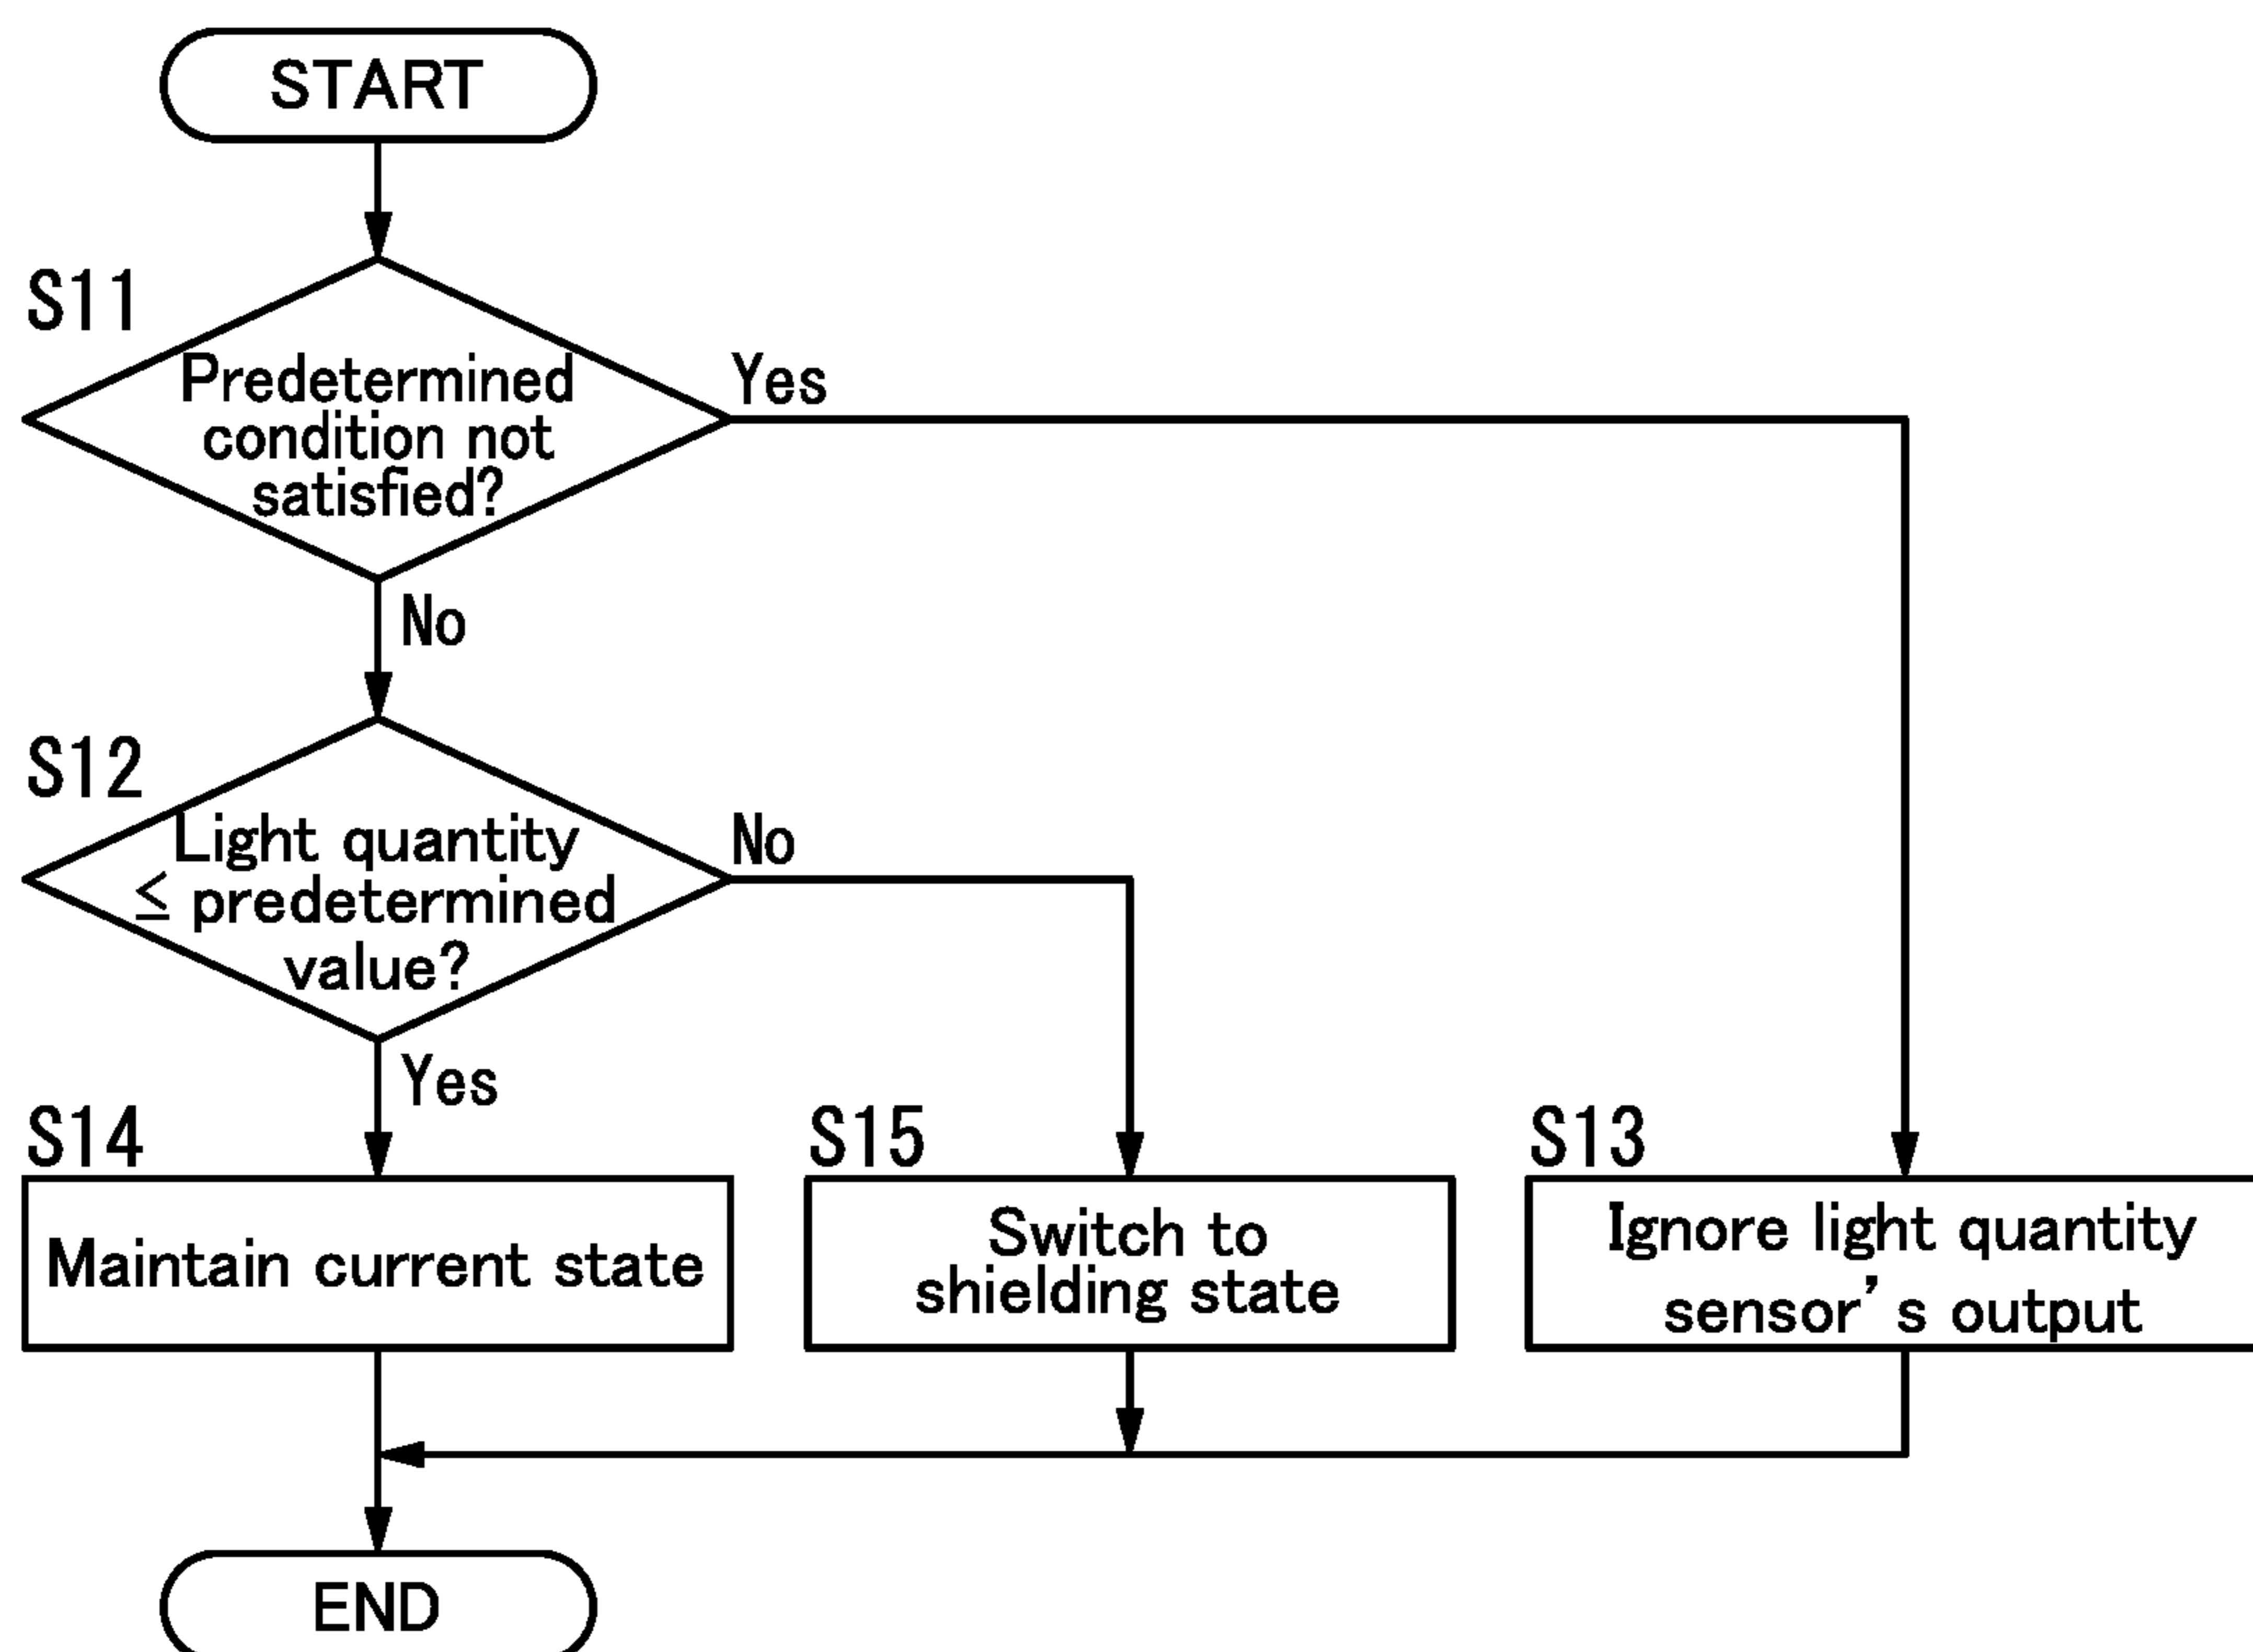 START
S11
Predetermined
condition not
satisfied?
Yes
No
S12
Light quantity
≤ predetermined
value?
No
Yes
S14
Maintain current state
S15
Switch to
shielding state
S13
Ignore light quantity
sensor's output
END